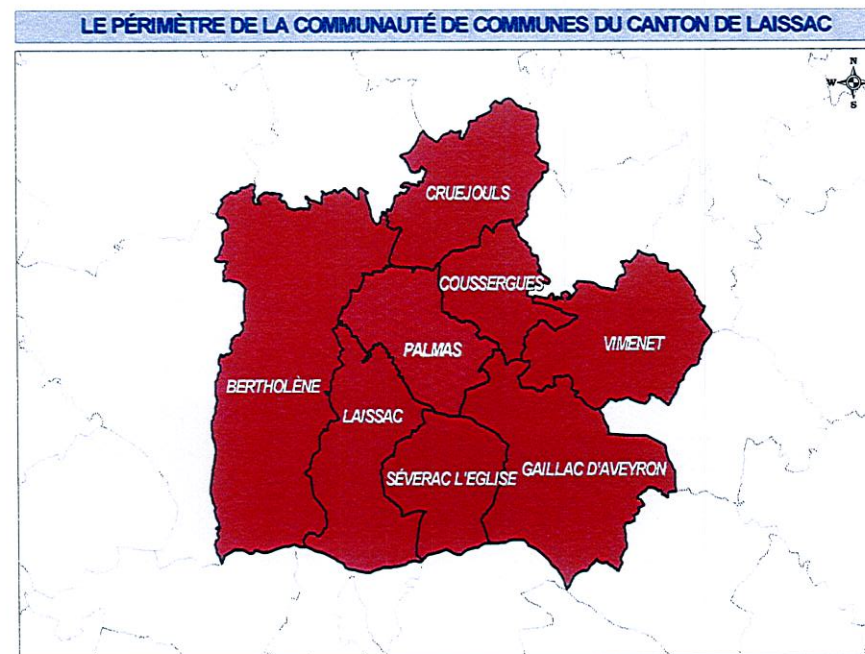 LE PÉRIMÈTRE DE LA COMMUNAUTÉ DE COMMUNES DU CANTON DE LAISSAC
N
W E
S
CRUEJOULS
COUSSERGUES
VIMENET
PALMAS
BERTHOLÈNE
LAISSAC
SÉVERAC L'EGLISE
GAILLAC D'AVEYRON